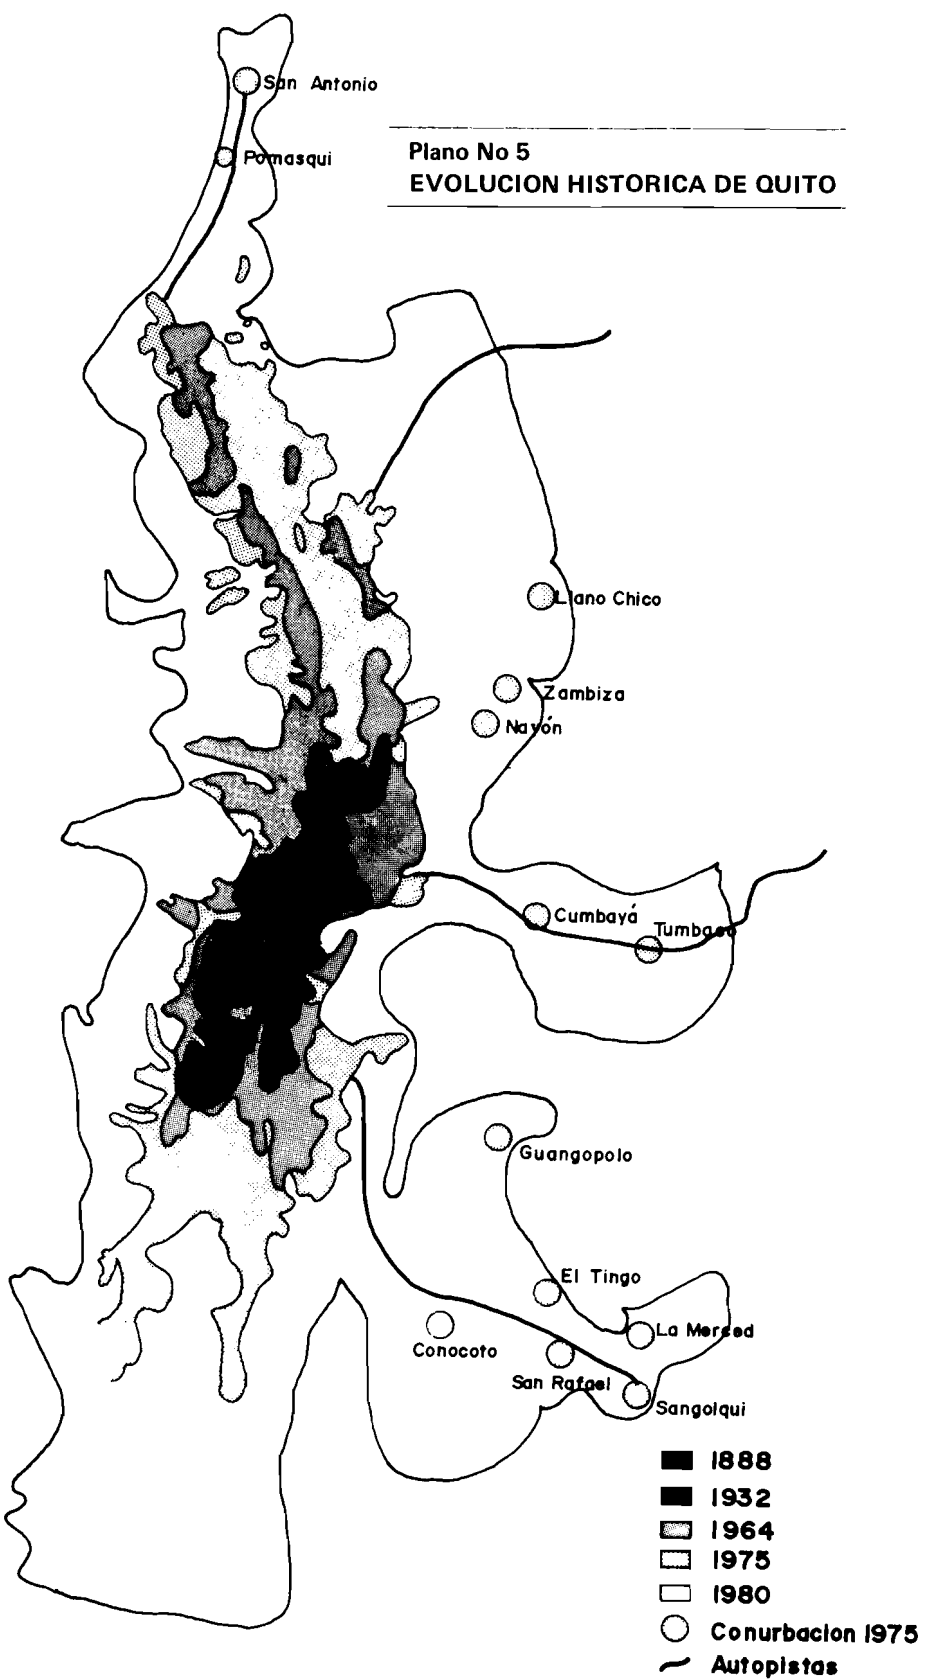 San Antonio
Pomasqui
Plano No 5
EVOLUCION HISTORICA DE QUITO
Llano Chico
Zambiza
Nayón
Cumbayá
Tumbaco
Guangopolo
El Tingo
La Merced
Conocoto
San Rafael
Sangolqui
1888
1932
1964
1975
1980
Conurbacion 1975
Autopistas